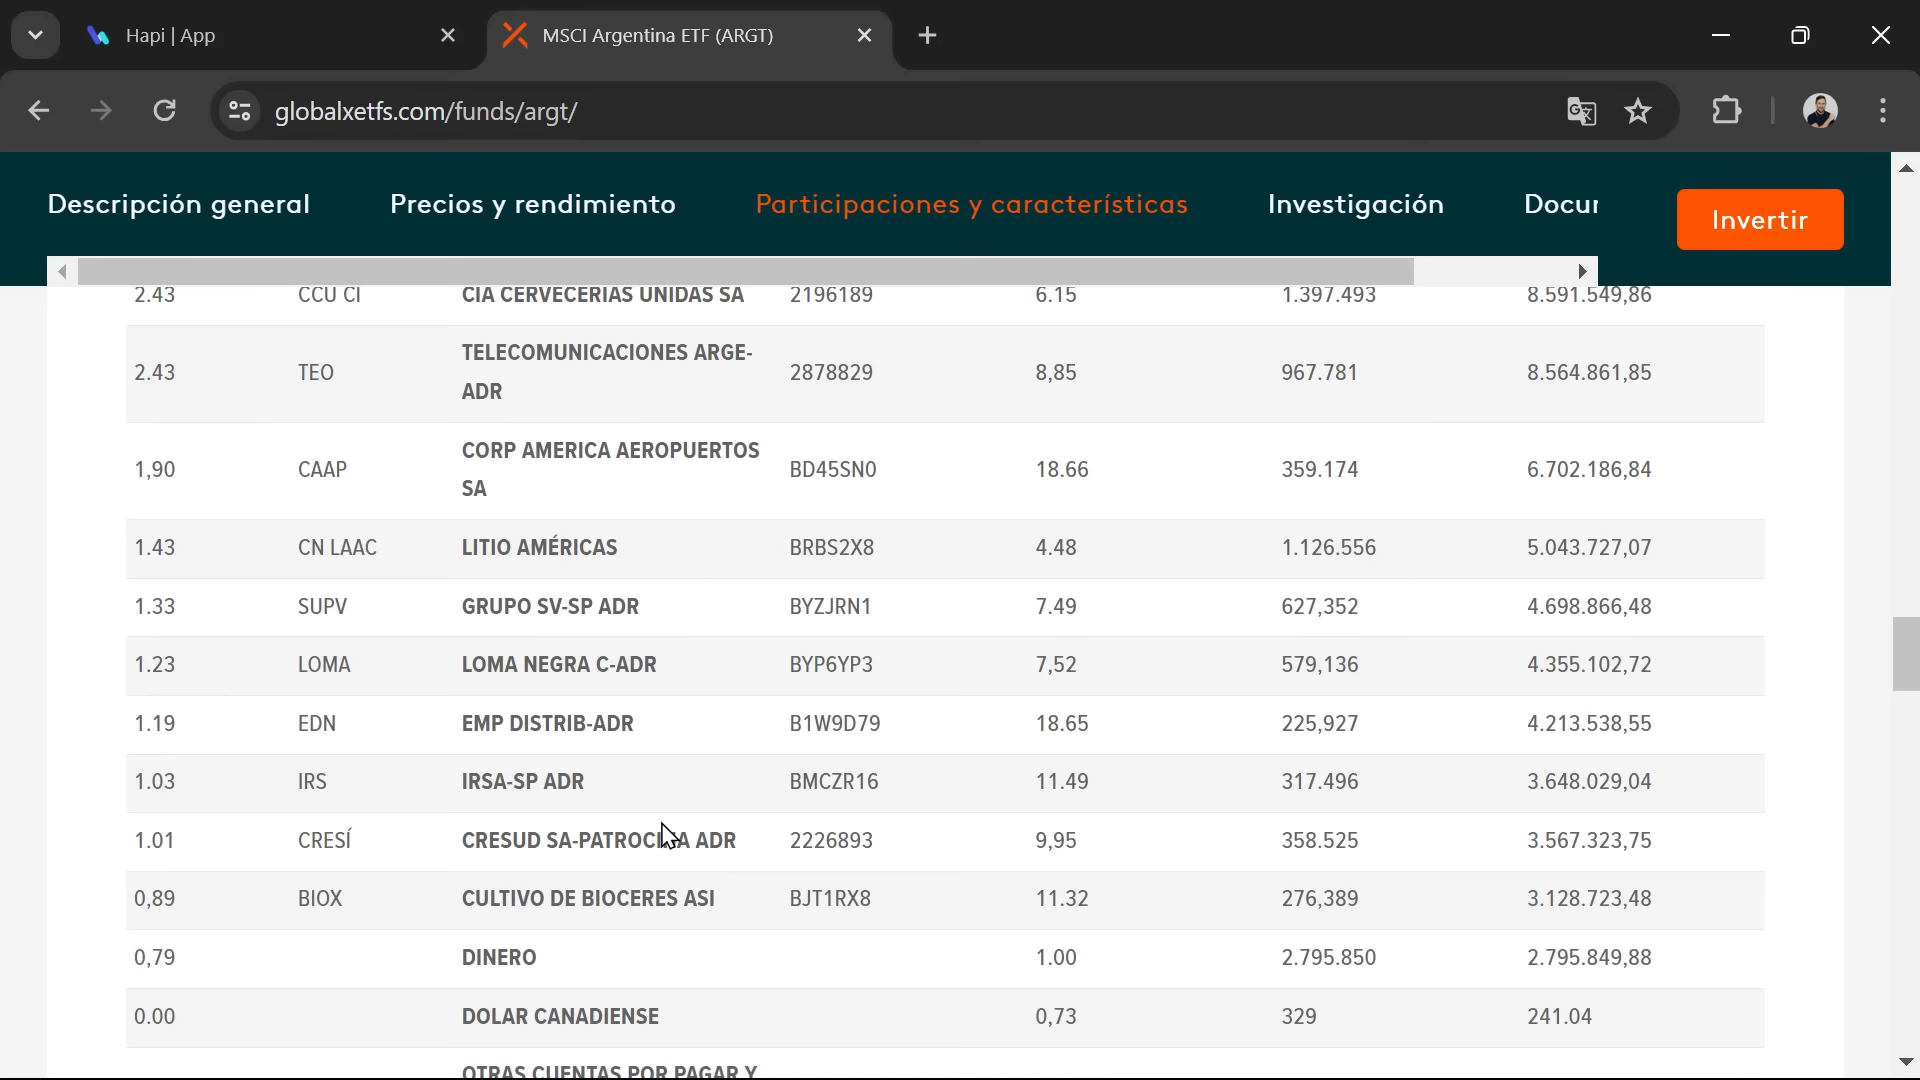 Hapi | App
MSCI Argentina ETF (ARGT)
globalxetfs.com/funds/argt/
Descripción general Precios y rendimiento Participaciones y características Investigación Docur Invertir
2.43 CCU CI CIA CERVECERIAS UNIDAS SA 2196189 6.15 1.397.493 8.591.549,86
2.43 TEO TELECOMUNICACIONES ARGE-
ADR 2878829 8,85 967.781 8.564.861,85
1,90 CAAP CORP AMERICA AEROPUERTOS
SA BD45SN0 18.66 359.174 6.702.186,84
1.43 CN LAAC LITIO AMÉRICAS BRBS2X8 4.48 1.126.556 5.043.727,07
1.33 SUPV GRUPO SV-SP ADR BYZJRN1 7.49 627,352 4.698.866,48
1.23 LOMA LOMA NEGRA C-ADR BYP6YP3 7,52 579,136 4.355.102,72
1.19 EDN EMP DISTRIB-ADR B1W9D79 18.65 225,927 4.213.538,55
1.03 IRS IRSA-SP ADR BMCZR16 11.49 317.496 3.648.029,04
1.01 CRESÍ CRESUD SA-PATROCINA ADR 2226893 9,95 358.525 3.567.323,75
0,89 BIOX CULTIVO DE BIOCERES ASI BJT1RX8 11.32 276,389 3.128.723,48
0,79 DINERO 1.00 2.795.850 2.795.849,88
0.00 DOLAR CANADIENSE 0,73 329 241.04
OTRAS CUENTAS POR PAGAR Y